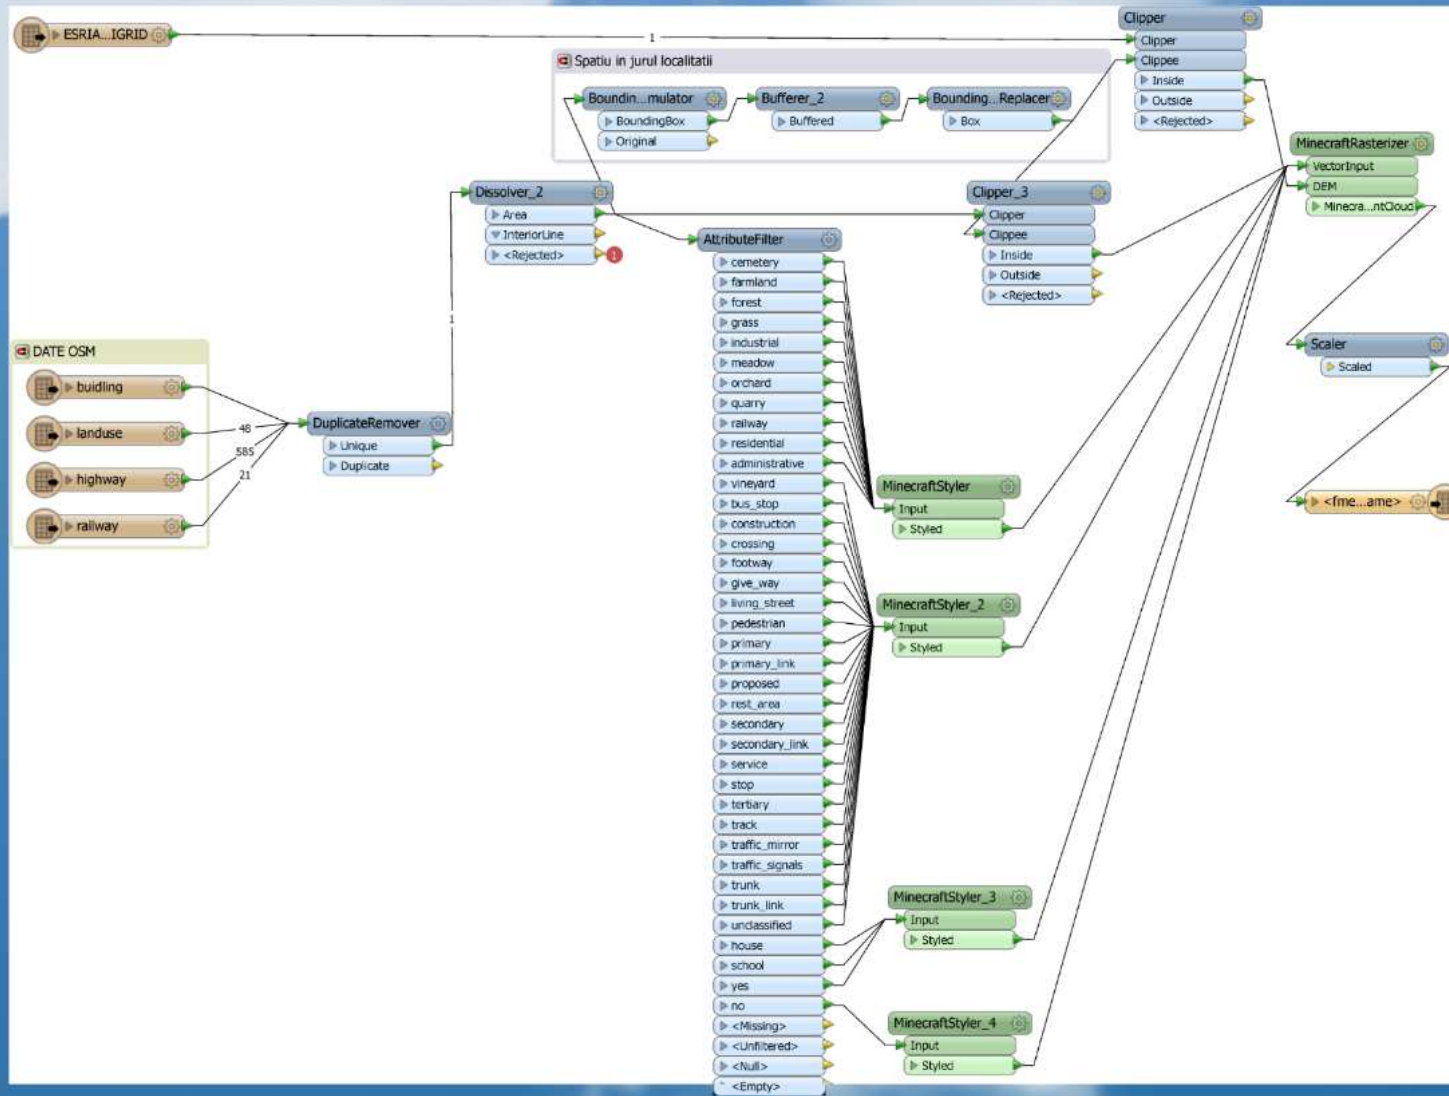 ESRIA...IGRID
1
Clipper
Clipper
Clippee
Inside
Outside
<Rejected>
Spatiu in jurul localitatii
Boundin...mulator
BoundingBox
Original
Bufferer_2
Buffered
Bounding...Replacer
Box
MinecraftRasterizer
VectorInput
DEM
Minecra...ntCloud
Dissolver_2
Area
InteriorLine
<Rejected>
1
Clipper_3
Clipper
Clippee
Inside
Outside
<Rejected>
1
DATE OSM
buidling
landuse
highway
railway
48
585
21
DuplicateRemover
Unique
Duplicate
AttributeFilter
cemetery
farmland
forest
grass
industrial
meadow
orchard
quarry
railway
residential
administrative
vineyard
bus_stop
construction
crossing
footway
give_way
living_street
pedestrian
primary
primary_link
proposed
rest_area
secondary
secondary_link
service
stop
tertiary
track
traffic_mirror
traffic_signals
trunk
trunk_link
unclassified
house
school
yes
no
<Missing>
<Unfiltered>
<Null>
<Empty>
MinecraftStyler
Input
Styled
MinecraftStyler_2
Input
Styled
MinecraftStyler_3
Input
Styled
MinecraftStyler_4
Input
Styled
Scaler
Scaled
<fme...ame>